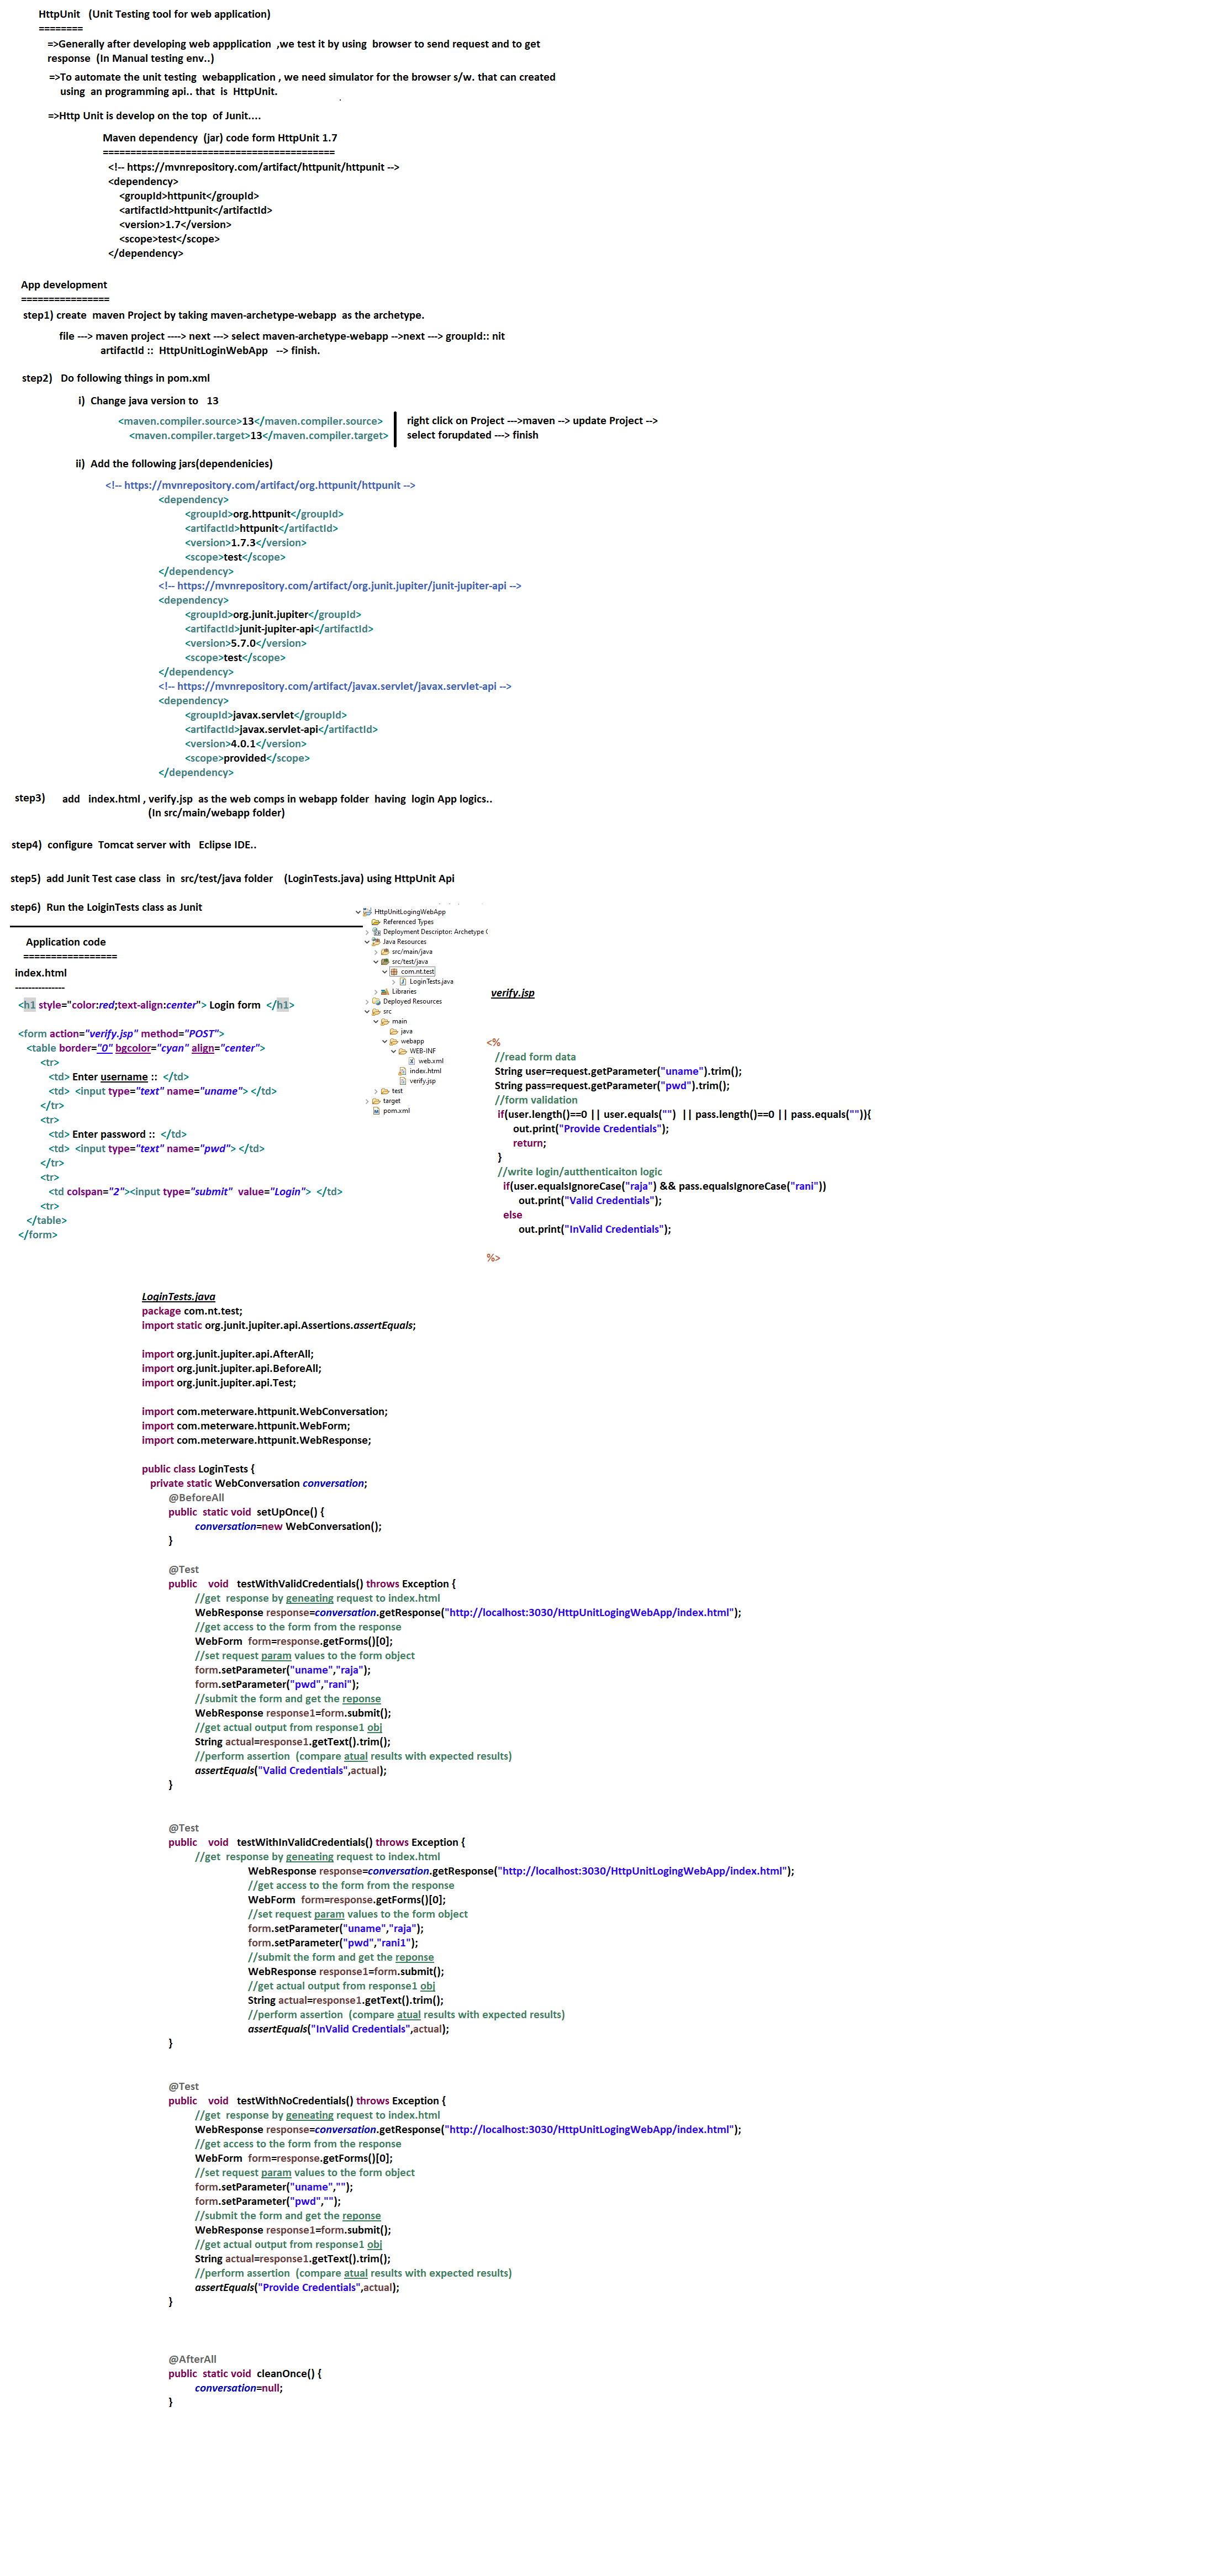 HttpUnit   (Unit Testing tool for web application)
========
=>Generally after developing web appplication  ,we test it by using  browser to send request and to get
response  (In Manual testing env..)
=>To automate the unit testing  webapplication , we need simulator for the browser s/w. that can created
using  an programming api.. that  is  HttpUnit.
=>Http Unit is develop on the top  of Junit....
Maven dependency  (jar) code form HttpUnit 1.7
==========================================
<!-- https://mvnrepository.com/artifact/httpunit/httpunit -->
<dependency>
<groupId>httpunit</groupId>
<artifactId>httpunit</artifactId>
<version>1.7</version>
<scope>test</scope>
</dependency>
App development
================
step1) create  maven Project by taking maven-archetype-webapp  as the archetype.
file ---> maven project ----> next ---> select maven-archetype-webapp -->next ---> groupId:: nit
artifactId ::  HttpUnitLoginWebApp   --> finish.
step2)   Do following things in pom.xml
i)  Change java version to   13
<maven.compiler.source>13</maven.compiler.source>
<maven.compiler.target>13</maven.compiler.target>
right click on Project --->maven --> update Project -->
select forupdated ---> finish
ii)  Add the following jars(dependenicies)
<!-- https://mvnrepository.com/artifact/org.httpunit/httpunit -->
<dependency>
<groupId>org.httpunit</groupId>
<artifactId>httpunit</artifactId>
<version>1.7.3</version>
<scope>test</scope>
</dependency>
<!-- https://mvnrepository.com/artifact/org.junit.jupiter/junit-jupiter-api -->
<dependency>
<groupId>org.junit.jupiter</groupId>
<artifactId>junit-jupiter-api</artifactId>
<version>5.7.0</version>
<scope>test</scope>
</dependency>
<!-- https://mvnrepository.com/artifact/javax.servlet/javax.servlet-api -->
<dependency>
<groupId>javax.servlet</groupId>
<artifactId>javax.servlet-api</artifactId>
<version>4.0.1</version>
<scope>provided</scope>
</dependency>
step3)      add   index.html , verify.jsp  as the web comps in webapp folder  having  login App logics..
(In src/main/webapp folder)
step4)  configure  Tomcat server with   Eclipse IDE..
step5)  add Junit Test case class  in  src/test/java folder    (LoginTests.java) using HttpUnit Api
step6)  Run the LoiginTests class as Junit
HttpUnitLogingWebApp
Referenced Types
Deployment Descriptor: Archetype C
Java Resources
src/main/java
src/test/java
com.nt.test
LoginTests.java
Libraries
Deployed Resources
src
main
java
webapp
WEB-INF
web.xml
index.html
verify.jsp
test
target
pom.xml
Application code
=================
index.html
---------------
<h1 style="color:red;text-align:center"> Login form  </h1>
<form action="verify.jsp" method="POST">
<table border="0" bgcolor="cyan" align="center">
<tr>
<td> Enter username ::  </td>
<td>  <input type="text" name="uname"> </td>
</tr>
<tr>
<td> Enter password ::  </td>
<td>  <input type="text" name="pwd"> </td>
</tr>
<tr>
<td colspan="2"><input type="submit"  value="Login">  </td>
<tr>
</table>
</form>
verify.jsp
<%
//read form data
String user=request.getParameter("uname").trim();
String pass=request.getParameter("pwd").trim();
//form validation
if(user.length()==0 || user.equals("")  || pass.length()==0 || pass.equals("")){
out.print("Provide Credentials");
return;
}
//write login/autthenticaiton logic
if(user.equalsIgnoreCase("raja") && pass.equalsIgnoreCase("rani"))
out.print("Valid Credentials");
else
out.print("InValid Credentials");
%>
LoginTests.java
package com.nt.test;
import static org.junit.jupiter.api.Assertions.assertEquals;
import org.junit.jupiter.api.AfterAll;
import org.junit.jupiter.api.BeforeAll;
import org.junit.jupiter.api.Test;
import com.meterware.httpunit.WebConversation;
import com.meterware.httpunit.WebForm;
import com.meterware.httpunit.WebResponse;
public class LoginTests {
private static WebConversation conversation;
@BeforeAll
public  static void  setUpOnce() {
conversation=new WebConversation();
}
@Test
public    void   testWithValidCredentials() throws Exception {
//get  response by geneating request to index.html
WebResponse response=conversation.getResponse("http://localhost:3030/HttpUnitLogingWebApp/index.html");
//get access to the form from the response
WebForm  form=response.getForms()[0];
//set request param values to the form object
form.setParameter("uname","raja");
form.setParameter("pwd","rani");
//submit the form and get the reponse
WebResponse response1=form.submit();
//get actual output from response1 obj
String actual=response1.getText().trim();
//perform assertion  (compare atual results with expected results)
assertEquals("Valid Credentials",actual);
}
@Test
public    void   testWithInValidCredentials() throws Exception {
//get  response by geneating request to index.html
WebResponse response=conversation.getResponse("http://localhost:3030/HttpUnitLogingWebApp/index.html");
//get access to the form from the response
WebForm  form=response.getForms()[0];
//set request param values to the form object
form.setParameter("uname","raja");
form.setParameter("pwd","rani1");
//submit the form and get the reponse
WebResponse response1=form.submit();
//get actual output from response1 obj
String actual=response1.getText().trim();
//perform assertion  (compare atual results with expected results)
assertEquals("InValid Credentials",actual);
}
@Test
public    void   testWithNoCredentials() throws Exception {
//get  response by geneating request to index.html
WebResponse response=conversation.getResponse("http://localhost:3030/HttpUnitLogingWebApp/index.html");
//get access to the form from the response
WebForm  form=response.getForms()[0];
//set request param values to the form object
form.setParameter("uname","");
form.setParameter("pwd","");
//submit the form and get the reponse
WebResponse response1=form.submit();
//get actual output from response1 obj
String actual=response1.getText().trim();
//perform assertion  (compare atual results with expected results)
assertEquals("Provide Credentials",actual);
}
@AfterAll
public  static void  cleanOnce() {
conversation=null;
}